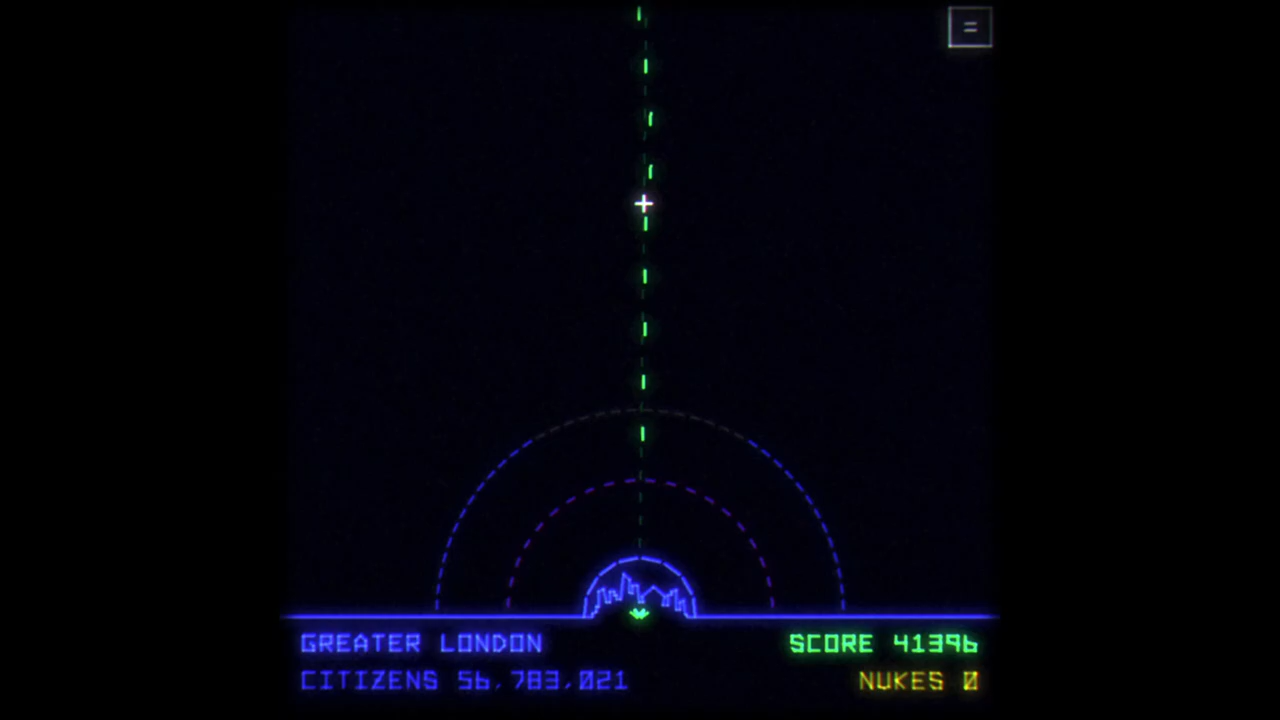 GREATER LONDON
SCORE 41396
CITIZENS 56,783,021
NUKES 0